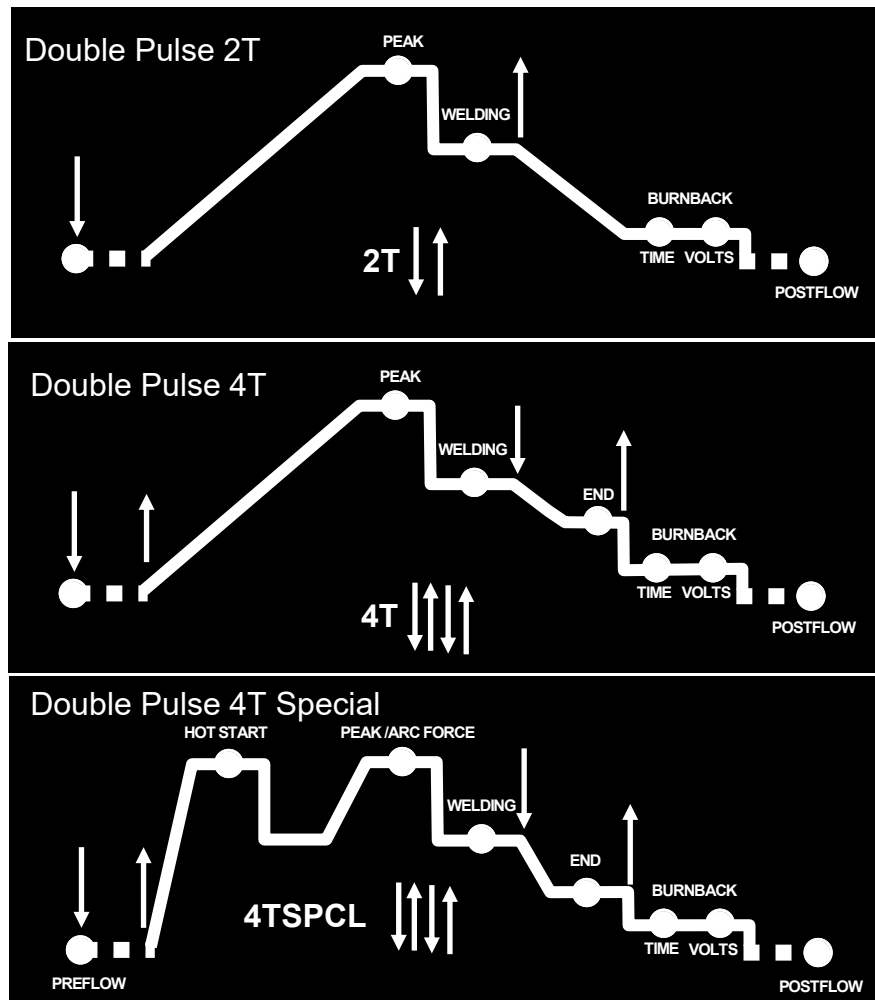 Double Pulse 2T
PEAK
WELDING
BURNBACK
2T
TIME VOLTS
POSTFLOW
Double Pulse 4T
PEAK
WELDING
END
BURNBACK
4T
TIME VOLTS
POSTFLOW
Double Pulse 4T Special
HOT START
PEAK /ARC FORCE
WELDING
END
BURNBACK
4TSPCL
TIME VOLTS
PREFLOW
POSTFLOW